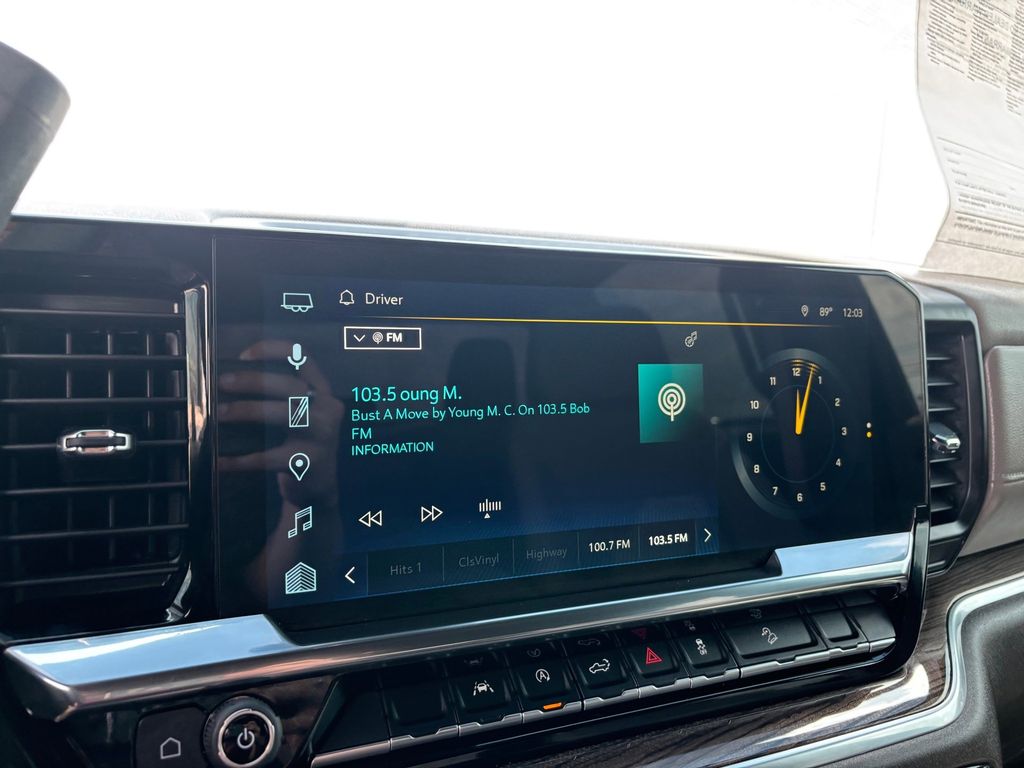 Driver
89° 12:03
FM
103.5 oung M.
Bust A Move by Young M. C. On 103.5 Bob
FM
INFORMATION
12
1
2
3
4
5
6
7
8
9
10
11
Hits 1
ClsVinyl
Highway
100.7 FM
103.5 FM